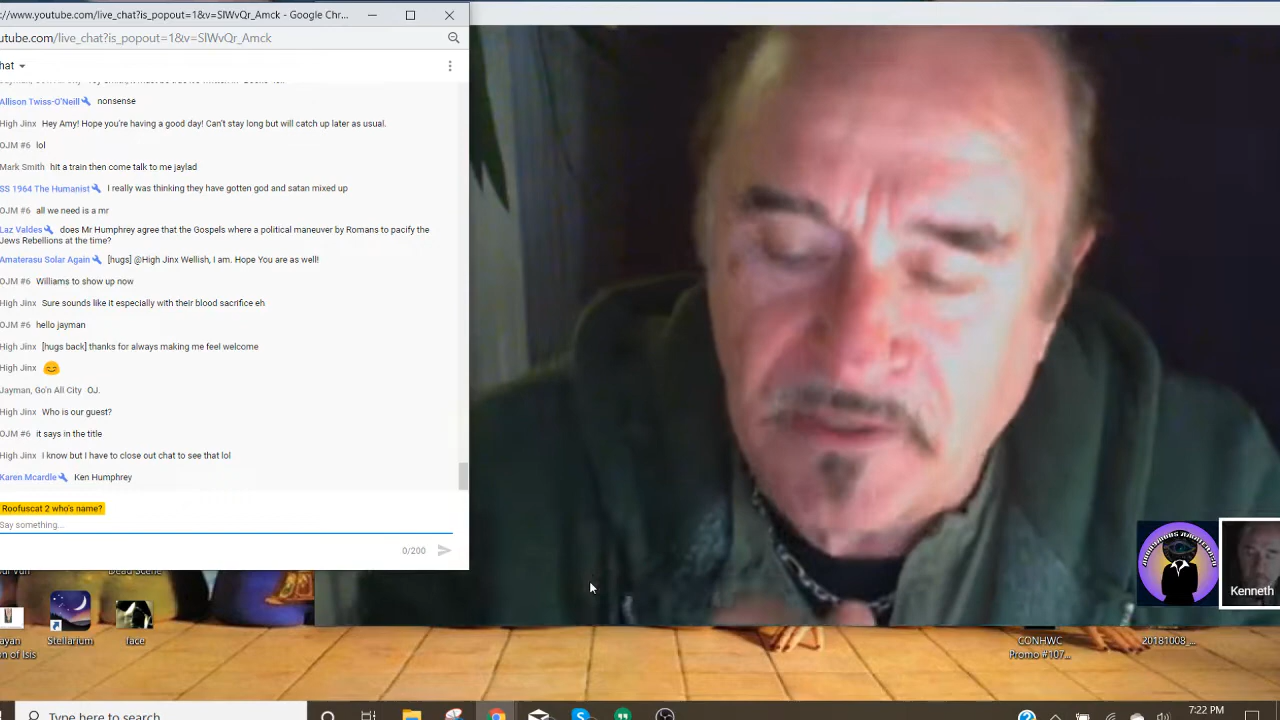 //www.youtube.com/live_chat?is_popout=1&v=SlWvQr_Amck - Google Chr...
utube.com/live_chat?is_popout=1&v=SlWvQr_Amck
hat
Allison Twiss-O'Neill nonsense
High Jinx Hey Amy! Hope you're having a good day! Can't stay long but will catch up later as usual.
OJM #6 lol
Mark Smith hit a train then come talk to me jaylad
SS 1964 The Humanist I really was thinking they have gotten god and satan mixed up
OJM #6 all we need is a mr
Laz Valdes does Mr Humphrey agree that the Gospels where a political maneuver by Romans to pacify the
Jews Rebellions at the time?
Amaterasu Solar Again [hugs] @High Jinx Wellish, I am. Hope You are as well!
OJM #6 Williams to show up now
High Jinx Sure sounds like it especially with their blood sacrifice eh
OJM #6 hello jayman
High Jinx [hugs back] thanks for always making me feel welcome
High Jinx 😊
Jayman, Go'n All City OJ.
High Jinx Who is our guest?
OJM #6 it says in the title
High Jinx I know but I have to close out chat to see that lol
Karen Mcardle Ken Humphrey
Roofuscat 2 who's name?
Say something...
0/200
Kenneth
Dead Scene
ayan
on of Isis
Stellarium
face
CONHWC
Promo #107...
20181008_...
Type here to search
7:22 PM